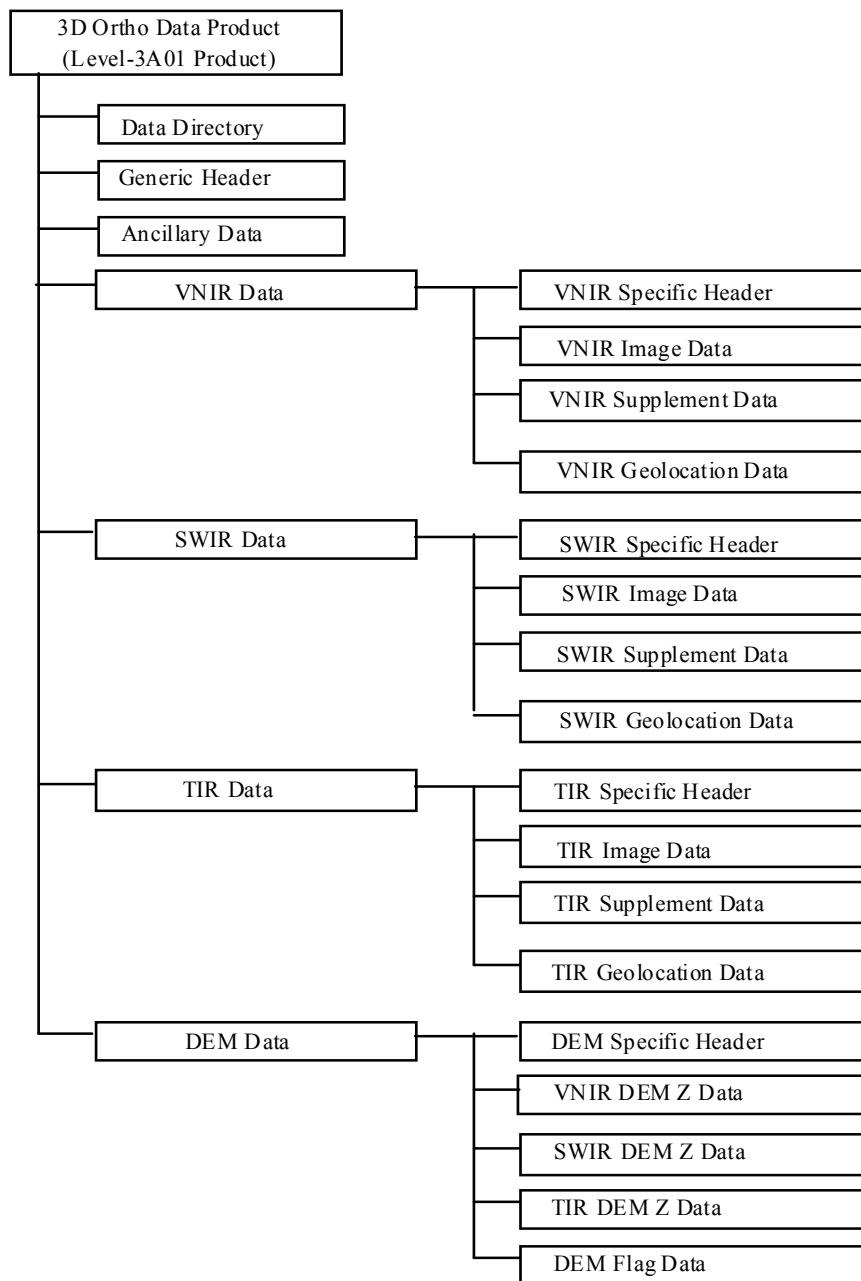 3D Ortho Data Product
(Level-3A01 Product)
Data Directory
Generic Header
Ancillary Data
VNIR Data
VNIR Specific Header
VNIR Image Data
VNIR Supplement Data
VNIR Geolocation Data
SWIR Data
SWIR Specific Header
SWIR Image Data
SWIR Supplement Data
SWIR Geolocation Data
TIR Data
TIR Specific Header
TIR Image Data
TIR Supplement Data
TIR Geolocation Data
DEM Data
DEM Specific Header
VNIR DEM Z Data
SWIR DEM Z Data
TIR DEM Z Data
DEM Flag Data